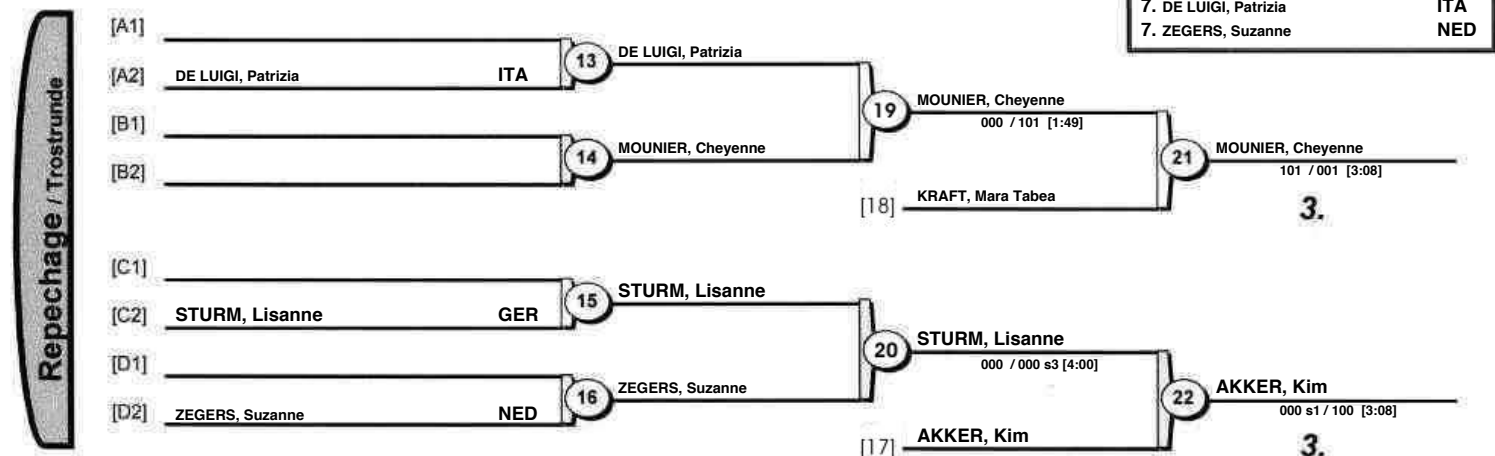 7. DE LUIGI, Patrizia ITA
7. ZEGERS, Suzanne NED
Repechage / Trostrunde
[A1]
[A2] DE LUIGI, Patrizia ITA
13 DE LUIGI, Patrizia
[B1]
[B2]
14 MOUNIER, Cheyenne
19 MOUNIER, Cheyenne
000 / 101 [1:49]
[18] KRAFT, Mara Tabea
21 MOUNIER, Cheyenne
101 / 001 [3:08]
3.
[C1]
[C2] STURM, Lisanne GER
15 STURM, Lisanne
[D1]
[D2] ZEGERS, Suzanne NED
16 ZEGERS, Suzanne
20 STURM, Lisanne
000 / 000 s3 [4:00]
[17] AKKER, Kim
22 AKKER, Kim
000 s1 / 100 [3:08]
3.